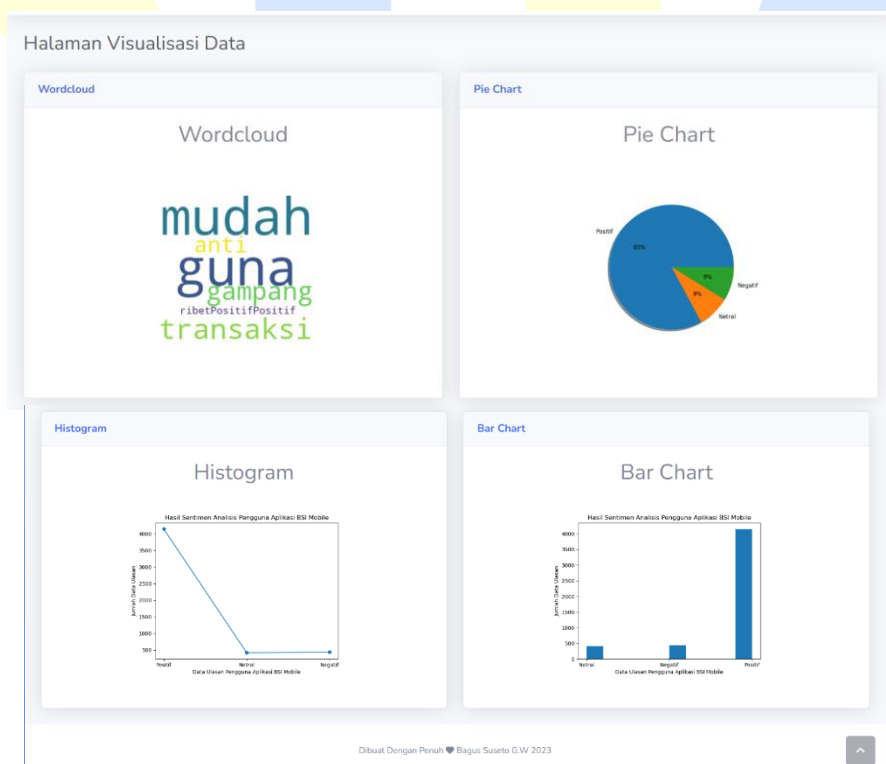 Halaman Visualisasi Data
Wordcloud
Wordcloud
mudah
anti
guna
gampang
ribetPositifPositif
transaksi
Pie Chart
Pie Chart
Positif
83%
9%
Negatif
9%
Netral
Histogram
Histogram
Hasil Sentimen Analisis Pengguna Aplikasi BSI Mobile
4000
3500
3000
2500
2000
1500
1000
500
Jumlah Data Ulasan
Positif Netral Negatif
Data Ulasan Pengguna Aplikasi BSI Mobile
Bar Chart
Bar Chart
Hasil Sentimen Analisis Pengguna Aplikasi BSI Mobile
4000
3500
3000
2500
2000
1500
1000
500
0
Jumlah Data Ulasan
Netral Negatif Positif
Data Ulasan Pengguna Aplikasi BSI Mobile
Dibuat Dengan Penuh 🖤 Bagus Suseto G.W 2023